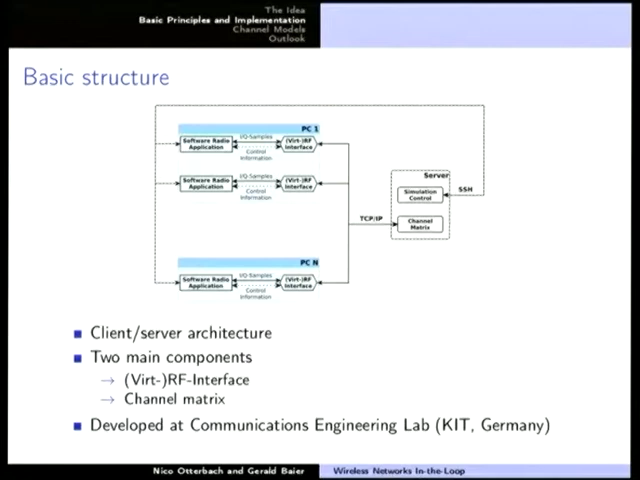 The Idea
Basic Principles and Implementation
Channel Models
Outlook
Basic structure
PC 1
Software Radio
Application
I/Q-Samples
Control
Information
(Virt-)RF
Interface
Software Radio
Application
I/Q-Samples
Control
Information
(Virt-)RF
Interface
PC N
Software Radio
Application
I/Q-Samples
Control
Information
(Virt-)RF
Interface
TCP/IP
Server
Simulation
Control
Channel
Matrix
SSH
Client/server architecture
Two main components
→ (Virt-)RF-Interface
→ Channel matrix
Developed at Communications Engineering Lab (KIT, Germany)
Nico Otterbach and Gerald Baier
Wireless Networks In-the-Loop